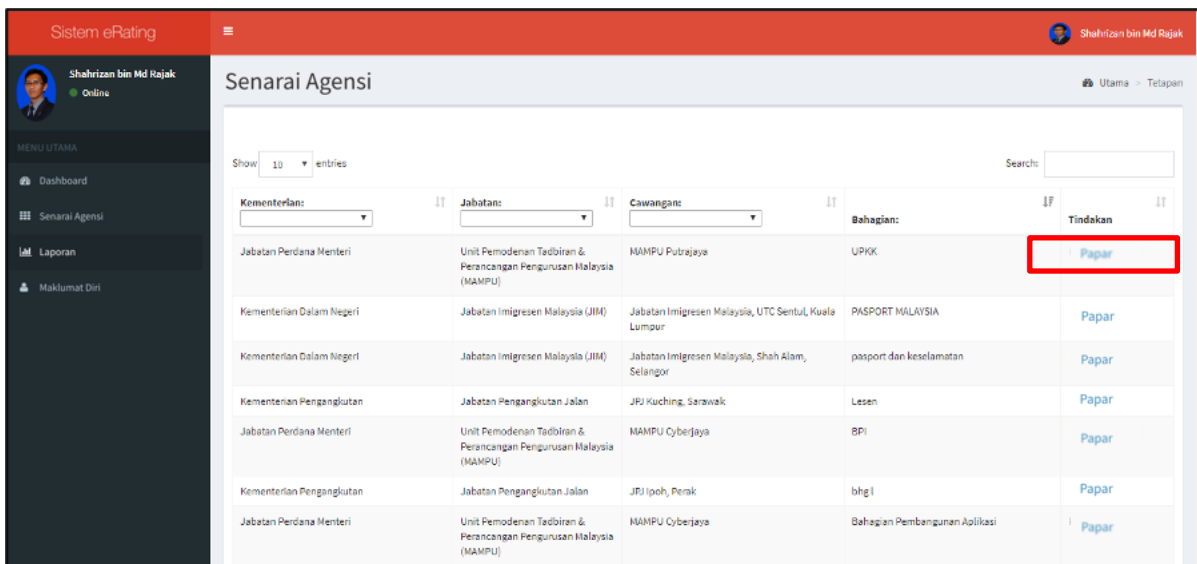 Sistem eRating
Shahrizan bin Md Rajak
Shahrizan bin Md Rajak
Online
Senarai Agensi
Utama > Tetapan
MENU UTAMA
Dashboard
Senarai Agensi
Laporan
Maklumat Diri
Show 10 entries
Search:
Kementerian: Jabatan: Cawangan: Bahagian: Tindakan
Jabatan Perdana Menteri Unit Pemodenan Tadbiran & MAMPU Putrajaya UPKK Papar
Perancangan Pengurusan Malaysia
(MAMPU)
Kementerian Dalam Negeri Jabatan Imigresen Malaysia (JIM) Jabatan Imigresen Malaysia, UTC Sentul, Kuala PASPORT MALAYSIA Papar
Lumpur
Kementerian Dalam Negeri Jabatan Imigresen Malaysia (JIM) Jabatan Imigresen Malaysia, Shah Alam, pasport dan keselamatan Papar
Selangor
Kementerian Pengangkutan Jabatan Pengangkutan Jalan JPJ Kuching, Sarawak Lesen Papar
Jabatan Perdana Menteri Unit Pemodenan Tadbiran & MAMPU Cyberjaya BPI Papar
Perancangan Pengurusan Malaysia
(MAMPU)
Kementerian Pengangkutan Jabatan Pengangkutan Jalan JPJ Ipoh, Perak Papar
Jabatan Perdana Menteri Unit Pemodenan Tadbiran & MAMPU Cyberjaya Bahagian Pembangunan Aplikasi Papar
Perancangan Pengurusan Malaysia
(MAMPU)